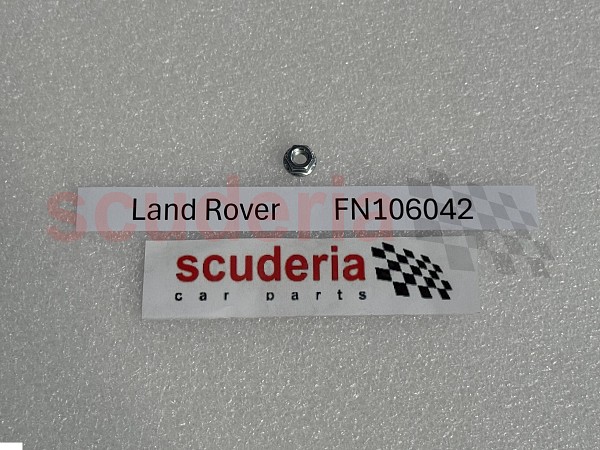 Land Rover FN106042
scuderia
car parts